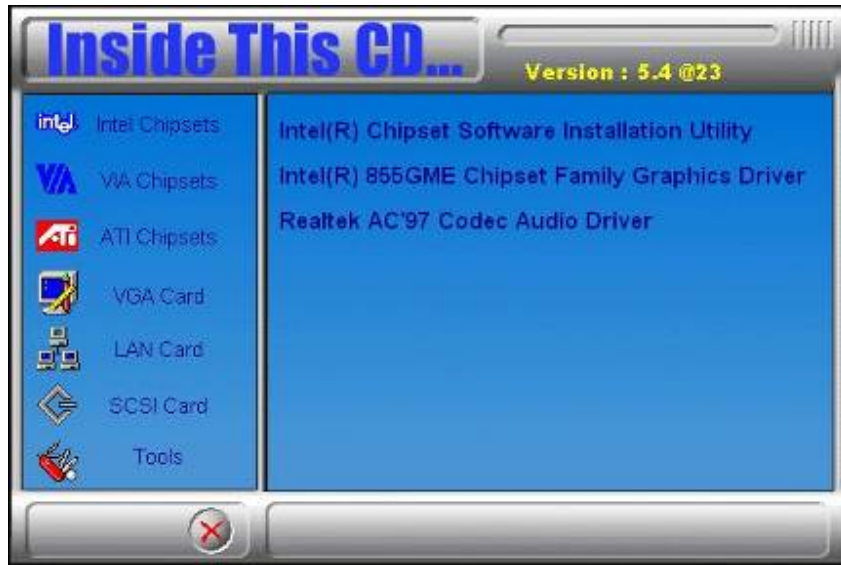 Inside This CD...
Version : 5.4 @23
intel Intel Chipsets
VIA VIA Chipsets
ATi ATI Chipsets
VGA Card
LAN Card
SCSI Card
Tools
Intel(R) Chipset Software Installation Utility
Intel(R) 855GME Chipset Family Graphics Driver
Realtek AC'97 Codec Audio Driver